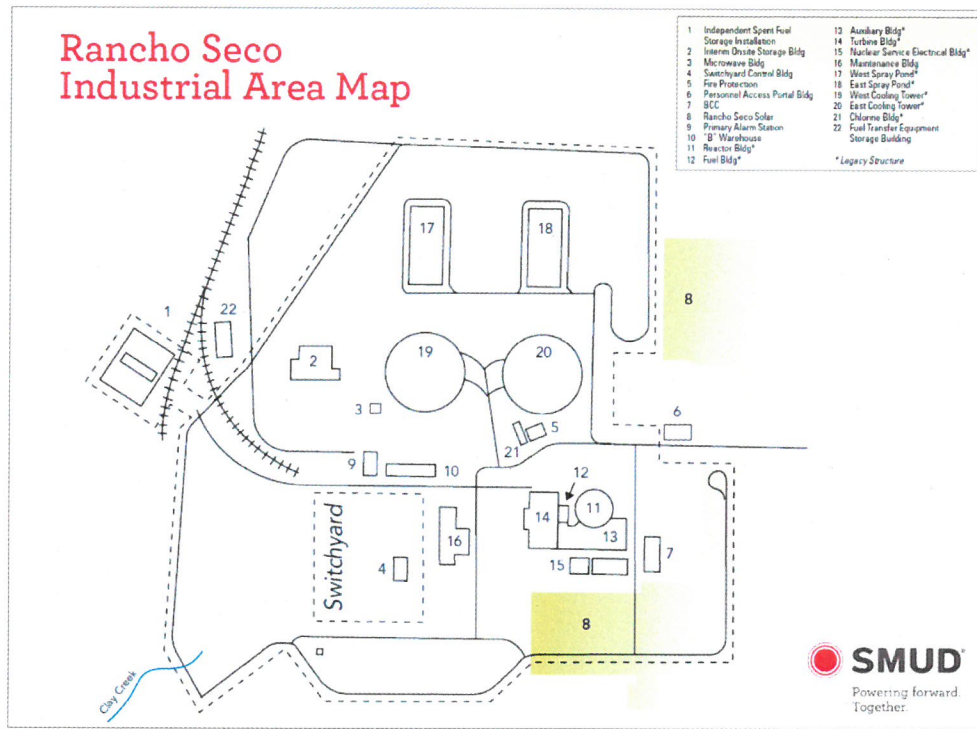 Rancho Seco
Industrial Area Map
1 Independent Spent Fuel
Storage Installation
2 Interim Onsite Storage Bldg
3 Microwave Bldg
4 Switchyard Control Bldg
5 Fire Protection
6 Personnel Access Portal Bldg
7 BCC
8 Rancho Seco Solar
9 Primary Alarm Station
10 "B" Warehouse
11 Reactor Bldg*
12 Fuel Bldg*
13 Auxiliary Bldg*
14 Turbine Bldg*
15 Nuclear Service Electrical Bldg*
16 Maintenance Bldg
17 West Spray Pond*
18 East Spray Pond*
19 West Cooling Tower*
20 East Cooling Tower*
21 Chlorine Bldg*
22 Fuel Transfer Equipment
Storage Building
* Legacy Structure
17
18
8
1
22
2
19
20
3
5
6
21
9
10
12
11
14
13
16
7
4
15
Switchyard
8
Clay Creek
SMUD®
Powering forward.
Together.